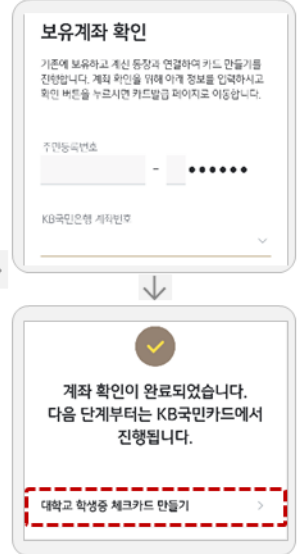 보유계좌 확인
기존에 보유하고 계신 통장과 연결하여 카드 만들기를
진행합니다. 계좌 확인을 위해 아래 정보를 입력하시고
확인 버튼을 누르시면 카드발급 페이지로 이동합니다.
주민등록번호
- ●●●●●●
KB국민은행 계좌번호
계좌 확인이 완료되었습니다.
다음 단계부터는 KB국민카드에서
진행됩니다.
대학교 학생증 체크카드 만들기